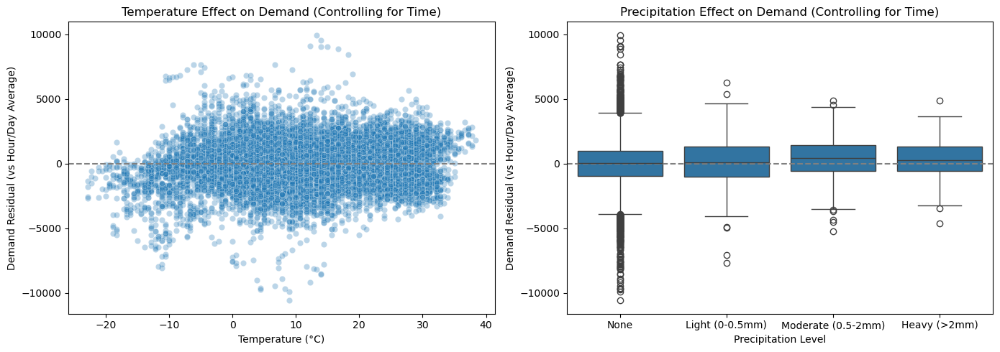 Temperature Effect on Demand (Controlling for Time)
Demand Residual (vs Hour/Day Average)
10000
5000
0
−5000
−10000
−20
−10
0
10
20
30
40
Temperature (°C)
Precipitation Effect on Demand (Controlling for Time)
Demand Residual (vs Hour/Day Average)
10000
5000
0
−5000
−10000
None
Light (0-0.5mm)
Moderate (0.5-2mm)
Heavy (>2mm)
Precipitation Level